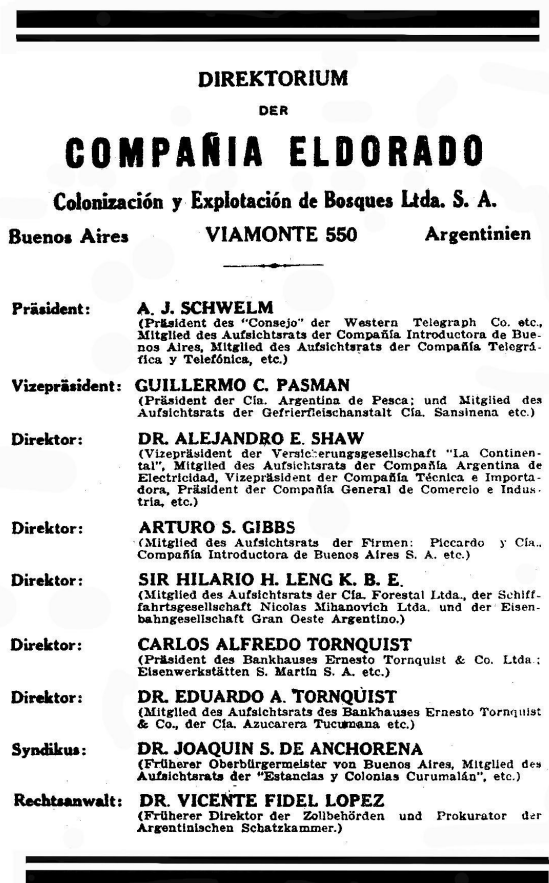 DIREKTORIUM
DER
COMPAÑIA ELDORADO
Colonización y Explotación de Bosques Ltda. S. A.
Buenos Aires VIAMONTE 550 Argentinien
Präsident: A. J. SCHWELM
(Präsident des "Consejo" der Western Telegraph Co. etc.,
Mitglied des Aufsichtsrats der Compañía Introductora de Bue-
nos Aires, Mitglied des Aufsichtsrats der Compañía Telegrá-
fica y Telefónica, etc.)
Vizepräsident: GUILLERMO C. PASMAN
(Präsident der Cía. Argentina de Pesca; und Mitglied des
Aufsichtsrats der Gefrierfleischanstalt Cía. Sansinena etc.)
Direktor: DR. ALEJANDRO E. SHAW
(Vizepräsident der Versicherungsgesellschaft "La Continen-
tal", Mitglied des Aufsichtsrats der Compañía Argentina de
Electricidad, Vizepräsident der Compañía Técnica e Importa-
dora, Präsident der Compañía General de Comercio e Indus-
tria, etc.)
Direktor: ARTURO S. GIBBS
(Mitglied des Aufsichtsrats der Firmen: Piccardo y Cía.,
Compañía Introductora de Buenos Aires S. A. etc.)
Direktor: SIR HILARIO H. LENG K. B. E.
(Mitglied des Aufsichtsrats der Cía. Forestal Ltda., der Schiff-
fahrtsgesellschaft Nicolas Mihanovich Ltda. und der Eisen-
bahngesellschaft Gran Oeste Argentino.)
Direktor: CARLOS ALFREDO TORNQUIST
(Präsident des Bankhauses Ernesto Tornquist & Co. Ltda.;
Eisenwerkstätten S. Martín S. A. etc.)
Direktor: DR. EDUARDO A. TORNQUIST
(Mitglied des Aufsichtsrats des Bankhauses Ernesto Tornquist
& Co., der Cía. Azucarera Tucumana etc.)
Syndikus: DR. JOAQUIN S. DE ANCHORENA
(Früherer Oberbürgermeister von Buenos Aires, Mitglied des
Aufsichtsrats der "Estancias y Colonias Curumalán", etc.)
Rechtsanwalt: DR. VICENTE FIDEL LOPEZ
(Früherer Direktor der Zollbehörden und Prokurator der
Argentinischen Schatzkammer.)